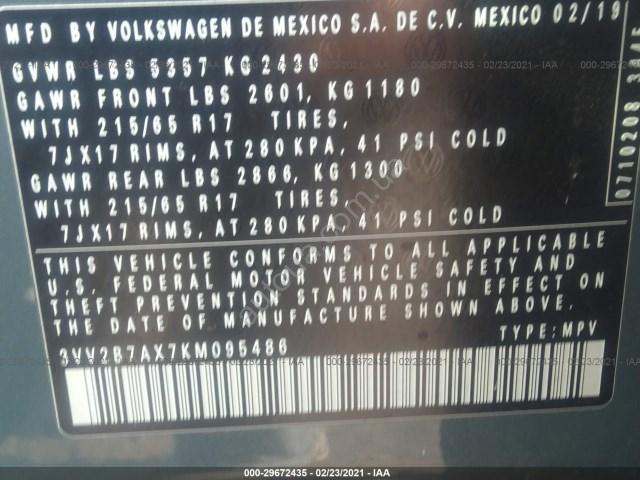 MFD BY VOLKSWAGEN DE MEXICO S.A. DE C.V. MEXICO 02/19
GVWR LBS 5357 KG 2430
GAWR FRONT LBS 2601, KG 1180
WITH 215/65 R17 TIRES,
7JX17 RIMS, AT 280 KPA, 41 PSI COLD
GAWR REAR LBS 2866, KG 1300
WITH 215/65 R17 TIRES,
7JX17 RIMS, AT 280 KPA, 41 PSI COLD
THIS VEHICLE CONFORMS TO ALL APPLICABLE
U.S. FEDERAL MOTOR VEHICLE SAFETY AND
THEFT PREVENTION STANDARDS IN EFFECT ON
THE DATE OF MANUFACTURE SHOWN ABOVE.
3VV2B7AX7KM095486
TYPE: MPV
0710208
000-29672435 - 02/23/2021 - IAA